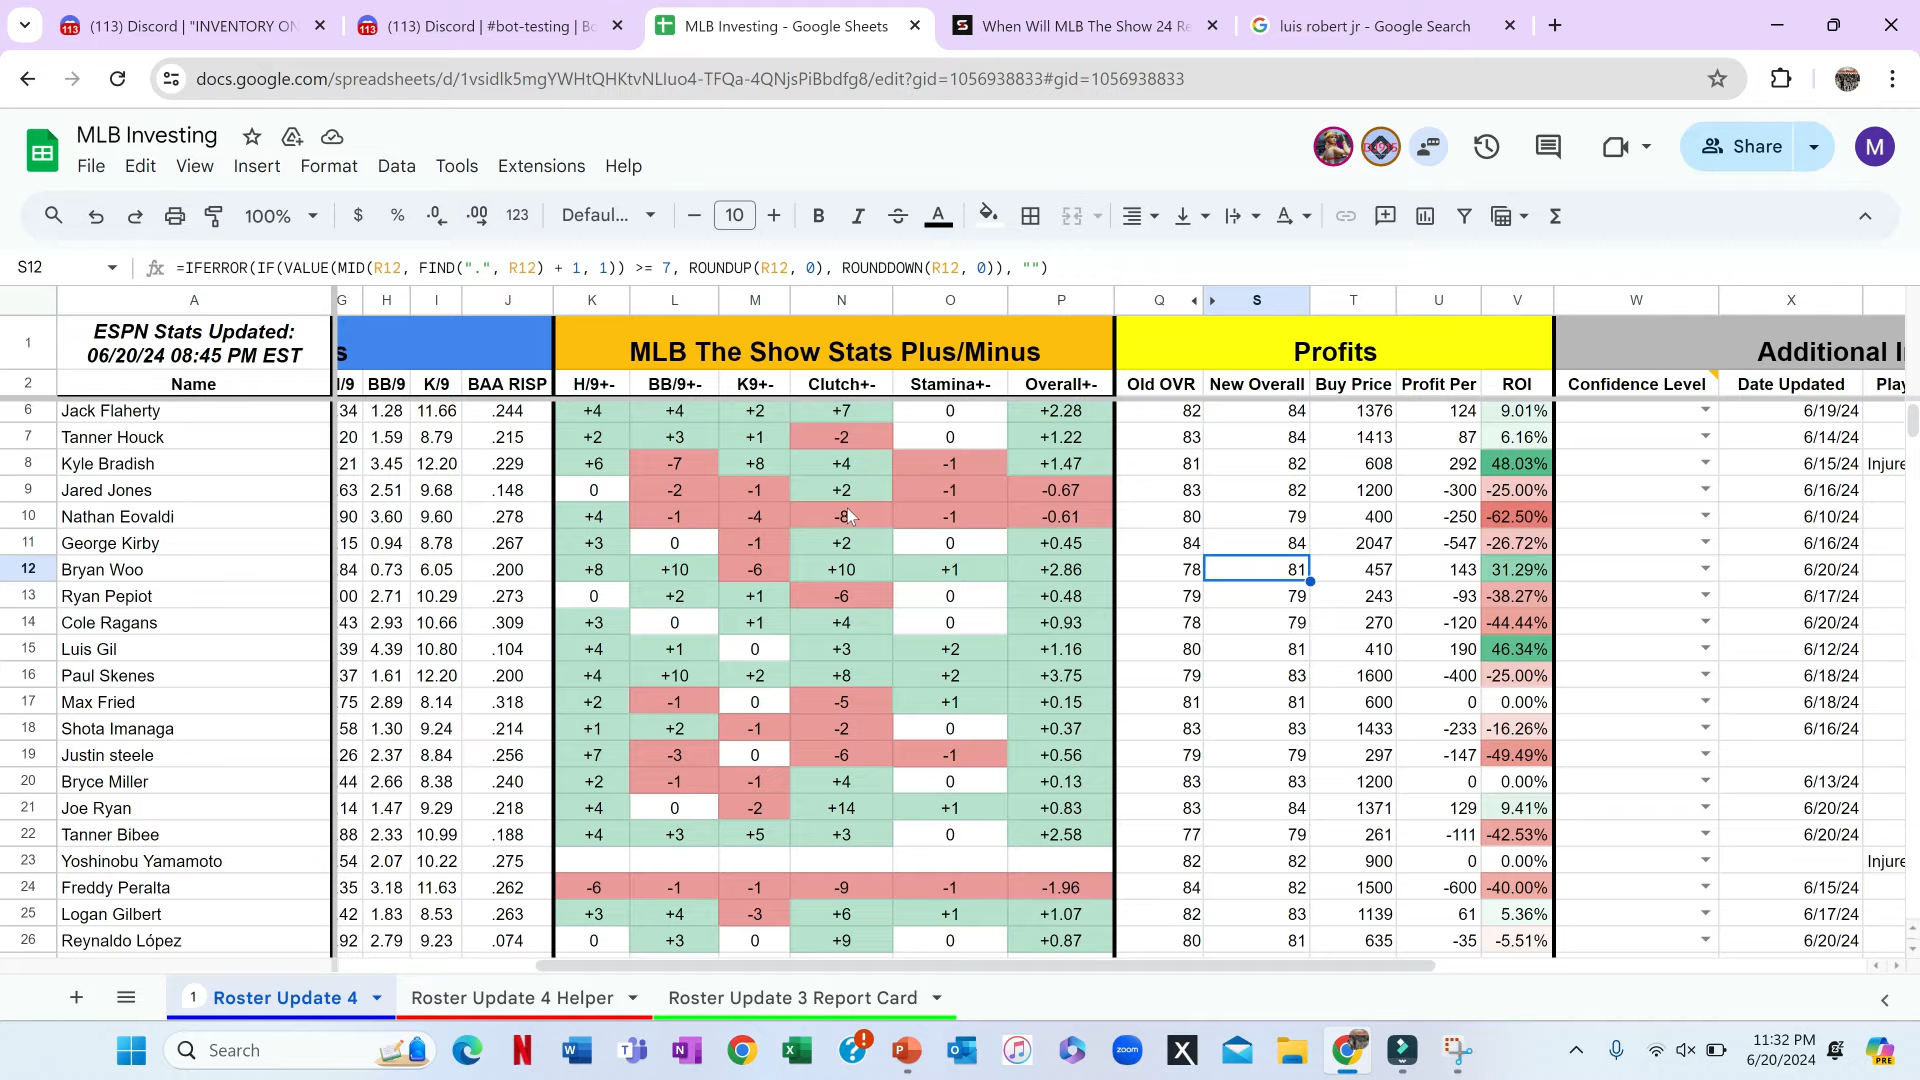 (113) Discord | "INVENTORY ON
(113) Discord | #bot-testing | Bo
MLB Investing - Google Sheets
When Will MLB The Show 24 Re
luis robert jr - Google Search
docs.google.com/spreadsheets/d/1vsidlk5mgYWHtQHKtvNLluo4-TFQa-4QNjsPiBbdfg8/edit?gid=1056938833#gid=1056938833
MLB Investing
Share
M
File Edit View Insert Format Data Tools Extensions Help
100% $ % .0 .00 123 Defaul... 10 B I A
S12 fx =IFERROR(IF(VALUE(MID(R12, FIND(".", R12) + 1, 1)) >= 7, ROUNDUP(R12, 0), ROUNDDOWN(R12, 0)), "")
A G H I J K L M N O P Q S T U V W X
1 ESPN Stats Updated: 06/20/24 08:45 PM EST s MLB The Show Stats Plus/Minus Profits Additional I
2 Name I/9 BB/9 K/9 BAA RISP H/9+- BB/9+- K9+- Clutch+- Stamina+- Overall+- Old OVR New Overall Buy Price Profit Per ROI Confidence Level Date Updated Play
6 Jack Flaherty 34 1.28 11.66 .244 +4 +4 +2 +7 0 +2.28 82 84 1376 124 9.01% 6/19/24
7 Tanner Houck 20 1.59 8.79 .215 +2 +3 +1 -2 0 +1.22 83 84 1413 87 6.16% 6/14/24
8 Kyle Bradish 21 3.45 12.20 .229 +6 -7 +8 +4 -1 +1.47 81 82 608 292 48.03% 6/15/24 Injure
9 Jared Jones 63 2.51 9.68 .148 0 -2 -1 +2 -1 -0.67 83 82 1200 -300 -25.00% 6/16/24
10 Nathan Eovaldi 90 3.60 9.60 .278 +4 -1 -4 -8 -1 -0.61 80 79 400 -250 -62.50% 6/10/24
11 George Kirby 15 0.94 8.78 .267 +3 0 -1 +2 0 +0.45 84 84 2047 -547 -26.72% 6/16/24
12 Bryan Woo 84 0.73 6.05 .200 +8 +10 -6 +10 +1 +2.86 78 81 457 143 31.29% 6/20/24
13 Ryan Pepiot 00 2.71 10.29 .273 0 +2 +1 -6 0 +0.48 79 79 243 -93 -38.27% 6/17/24
14 Cole Ragans 43 2.93 10.66 .309 +3 0 +1 +4 0 +0.93 78 79 270 -120 -44.44% 6/20/24
15 Luis Gil 39 4.39 10.80 .104 +4 +1 0 +3 +2 +1.16 80 81 410 190 46.34% 6/12/24
16 Paul Skenes 37 1.61 12.20 .200 +4 +10 +2 +8 +2 +3.75 79 83 1600 -400 -25.00% 6/18/24
17 Max Fried 75 2.89 8.14 .318 +2 -1 0 -5 +1 +0.15 81 81 600 0 0.00% 6/18/24
18 Shota Imanaga 58 1.30 9.24 .214 +1 +2 -1 -2 0 +0.37 83 83 1433 -233 -16.26% 6/16/24
19 Justin steele 26 2.37 8.84 .256 +7 -3 0 -6 -1 +0.56 79 79 297 -147 -49.49%
20 Bryce Miller 44 2.66 8.38 .240 +2 -1 -1 +4 0 +0.13 83 83 1200 0 0.00% 6/13/24
21 Joe Ryan 14 1.47 9.29 .218 +4 0 -2 +14 +1 +0.83 83 84 1371 129 9.41% 6/20/24
22 Tanner Bibee 88 2.33 10.99 .188 +4 +3 +5 +3 0 +2.58 77 79 261 -111 -42.53% 6/20/24
23 Yoshinobu Yamamoto 54 2.07 10.22 .275 82 82 900 0 0.00% Injure
24 Freddy Peralta 35 3.18 11.63 .262 -6 -1 -1 -9 -1 -1.96 84 82 1500 -600 -40.00% 6/15/24
25 Logan Gilbert 42 1.83 8.53 .263 +3 +4 -3 +6 +1 +1.07 82 83 1139 61 5.36% 6/17/24
26 Reynaldo López 92 2.79 9.23 .074 0 +3 0 +9 0 +0.87 80 81 635 -35 -5.51% 6/20/24
1 Roster Update 4 Roster Update 4 Helper Roster Update 3 Report Card
Search
zoom
11:32 PM
6/20/2024
PRE